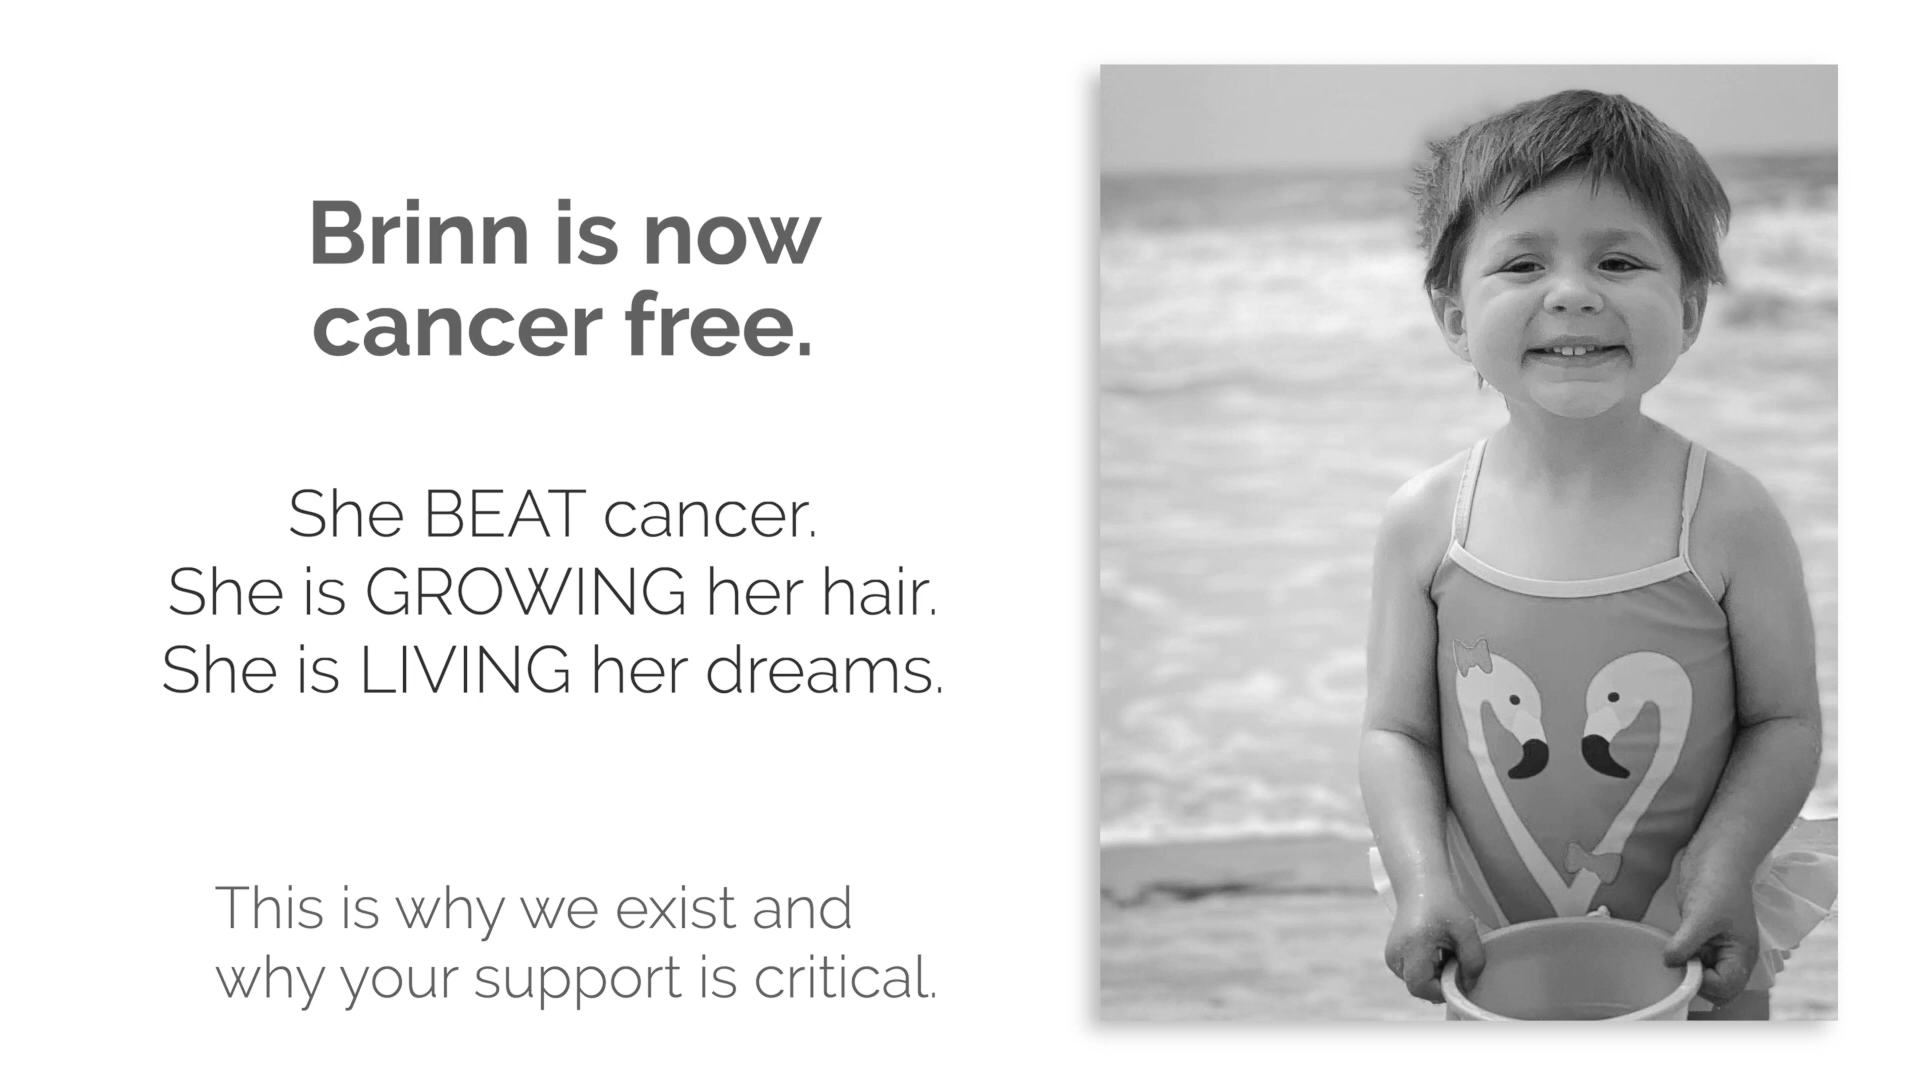 Brinn is now
cancer free.
She BEAT cancer.
She is GROWING her hair.
She is LIVING her dreams.
This is why we exist and
why your support is critical.